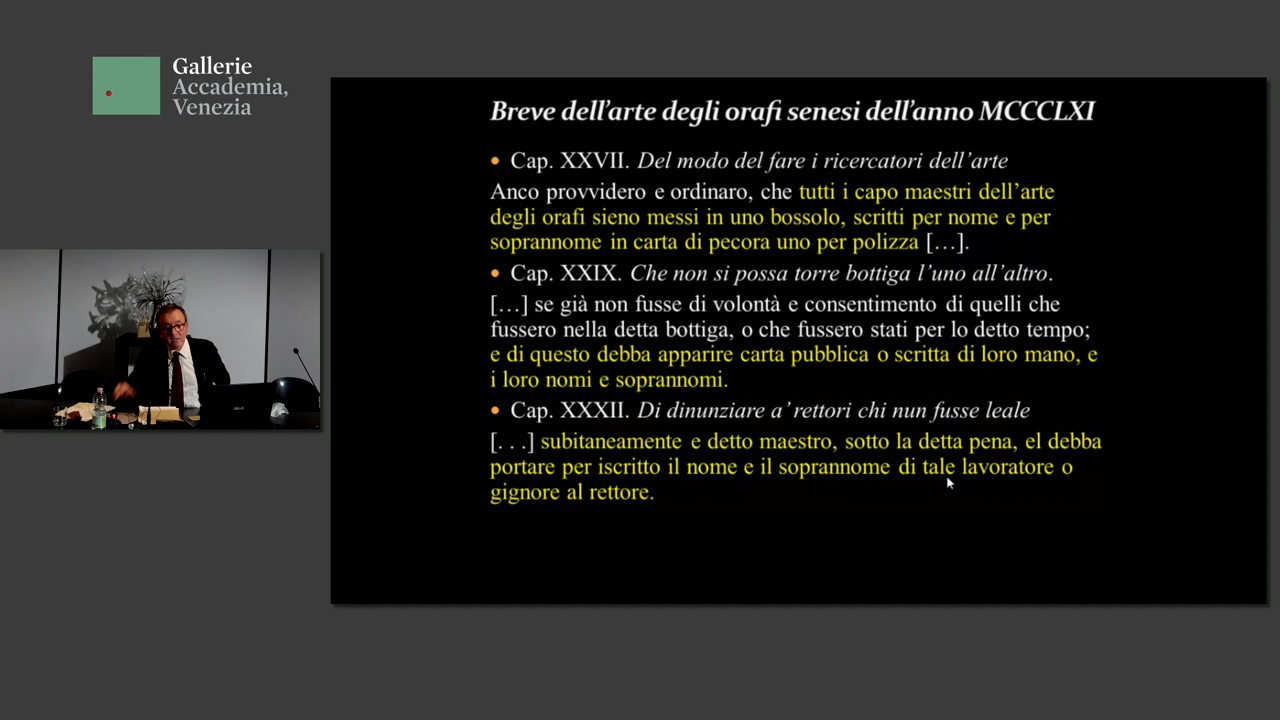 Gallerie
Accademia,
Venezia
Breve dell'arte degli orafi senesi dell'anno MCCCLXI
• Cap. XXVII. Del modo del fare i ricercatori dell'arte
Anco provvidero e ordinaro, che tutti i capo maestri dell'arte
degli orafi sieno messi in uno bossolo, scritti per nome e per
soprannome in carta di pecora uno per polizza […].
• Cap. XXIX. Che non si possa torre bottiga l'uno all'altro.
[…] se già non fusse di volontà e consentimento di quelli che
fussero nella detta bottiga, o che fussero stati per lo detto tempo;
e di questo debba apparire carta pubblica o scritta di loro mano, e
i loro nomi e soprannomi.
• Cap. XXXII. Di dinunziare a' rettori chi nun fusse leale
[. . .] subitaneamente e detto maestro, sotto la detta pena, el debba
portare per iscritto il nome e il soprannome di tale lavoratore o
gignore al rettore.